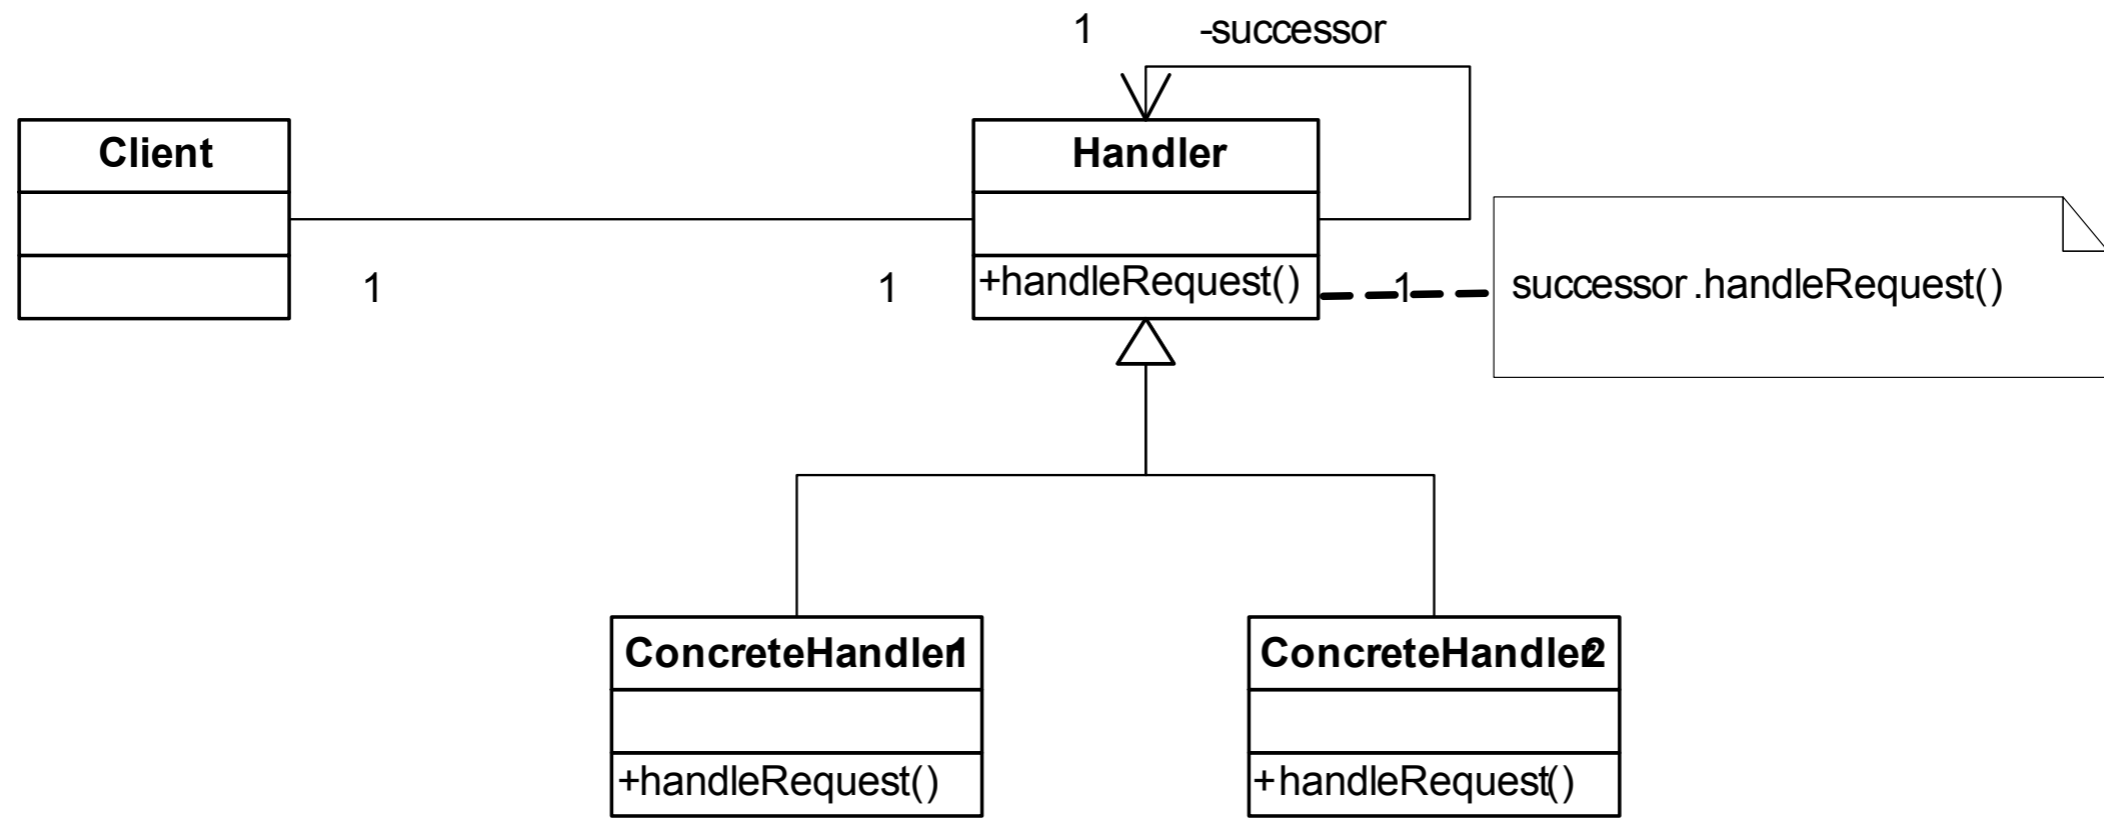 1 -successor
Client
Handler
+handleRequest()
1
1
1
successor.handleRequest()
ConcreteHandler1
+handleRequest()
ConcreteHandler2
+handleRequest()